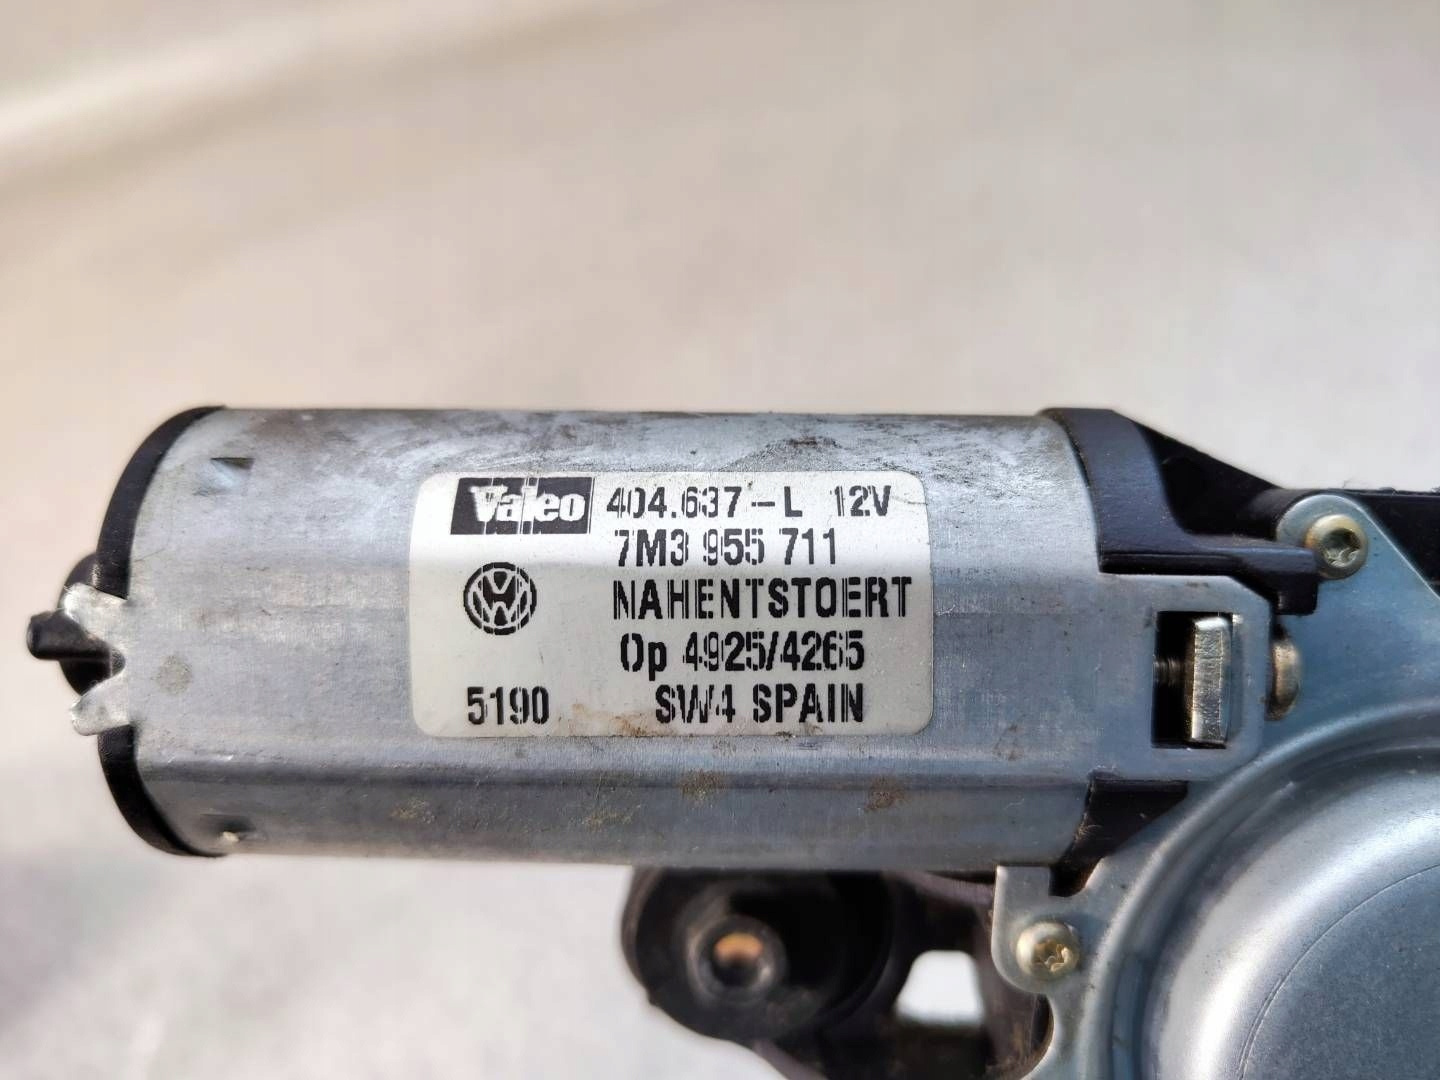 Valeo 404.637-L 12V
7M3 955 711
NAHENTSTOERT
Op 4925/4265
5190 SW4 SPAIN